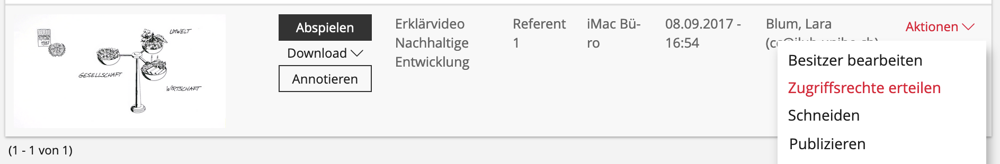 OUR
COMMON
FUTURE
1987
UMWELT
GESELLSCHAFT
WIRTSCHAFT
Abspielen
Download
Annotieren
Erklärvideo
Nachhaltige
Entwicklung
Referent
1
iMac Bü-
ro
08.09.2017 -
16:54
Blum, Lara
Aktionen
Besitzer bearbeiten
Zugriffsrechte erteilen
Schneiden
Publizieren
(1 - 1 von 1)